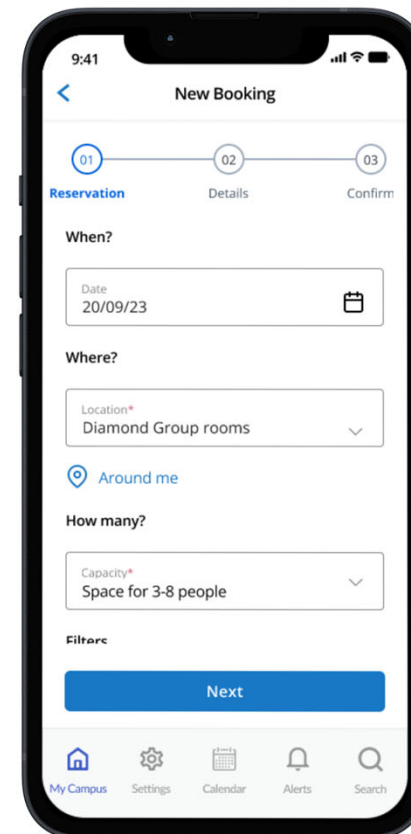 9:41
New Booking
01
02
03
Reservation
Details
Confirm
When?
Date
20/09/23
Where?
Location*
Diamond Group rooms
Around me
How many?
Capacity*
Space for 3-8 people
Filters
Next
My Campus
Settings
Calendar
Alerts
Search